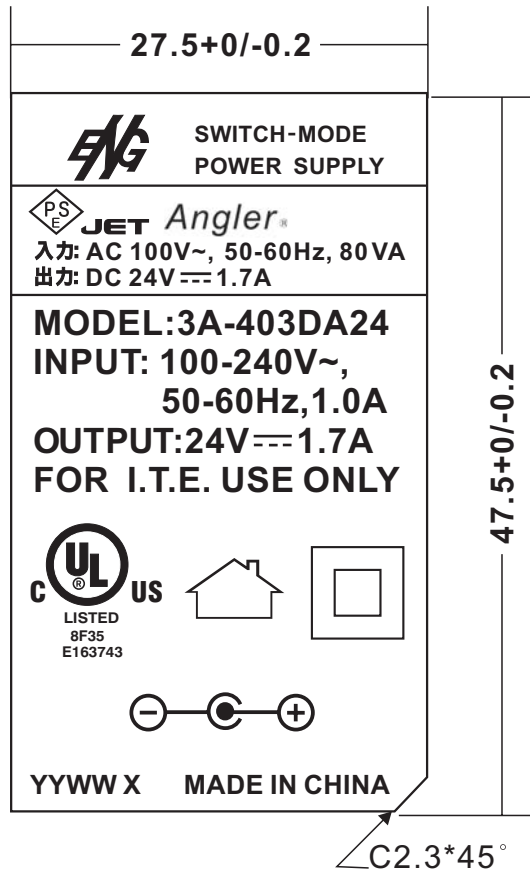 27.5+0/-0.2
ENG
SWITCH-MODE
POWER SUPPLY
PSE JET Angler®
入力: AC 100V~, 50-60Hz, 80VA
出力: DC 24V⎓1.7A
MODEL:3A-403DA24
INPUT: 100-240V~,
50-60Hz,1.0A
OUTPUT:24V⎓1.7A
FOR I.T.E. USE ONLY
C UL® US
LISTED
8F35
E163743
YYWW X MADE IN CHINA
47.5+0/-0.2
C2.3*45°